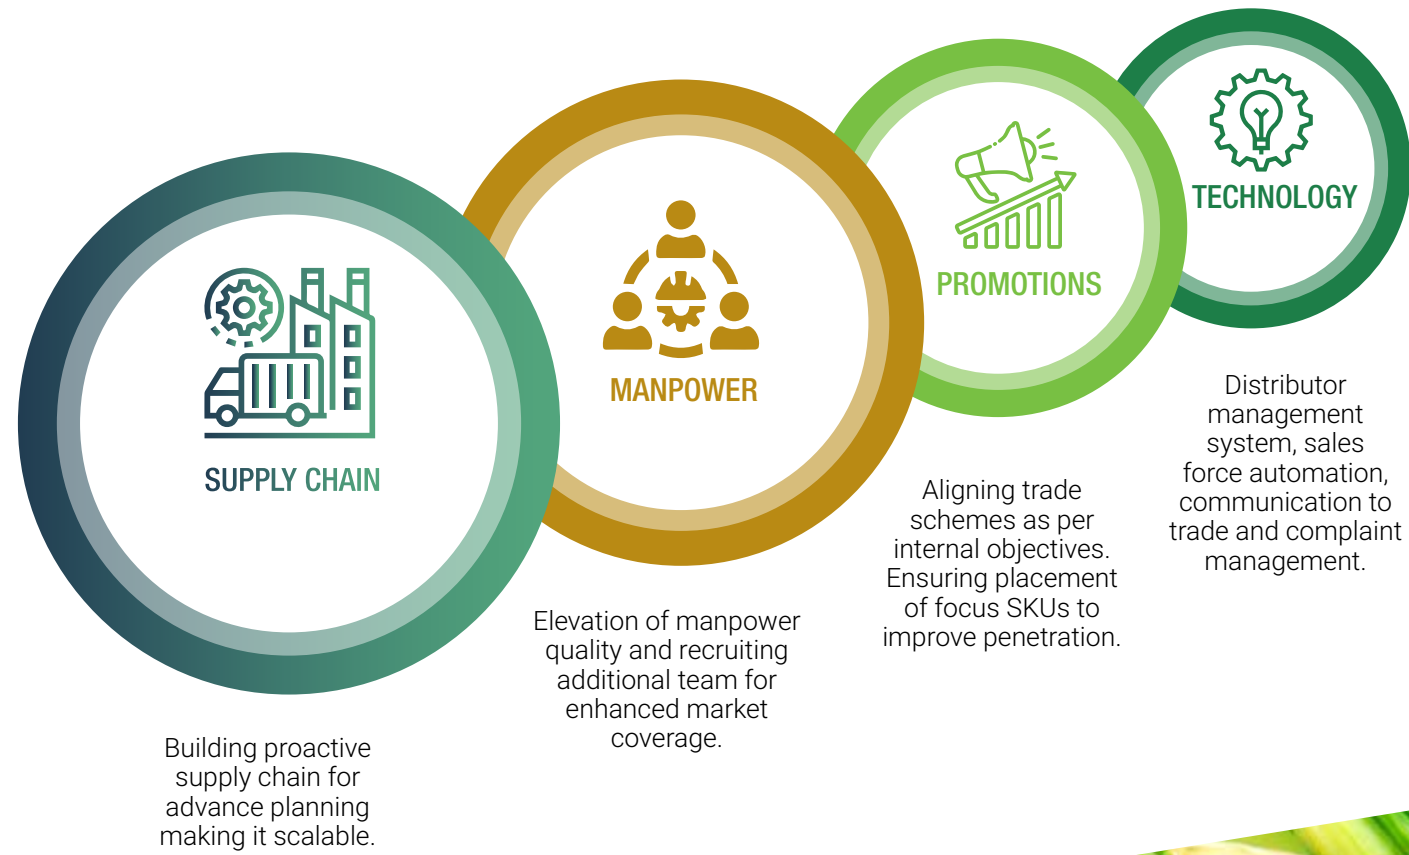 SUPPLY CHAIN
Building proactive
supply chain for
advance planning
making it scalable.
MANPOWER
Elevation of manpower
quality and recruiting
additional team for
enhanced market
coverage.
PROMOTIONS
Aligning trade
schemes as per
internal objectives.
Ensuring placement
of focus SKUs to
improve penetration.
TECHNOLOGY
Distributor
management
system, sales
force automation,
communication to
trade and complaint
management.